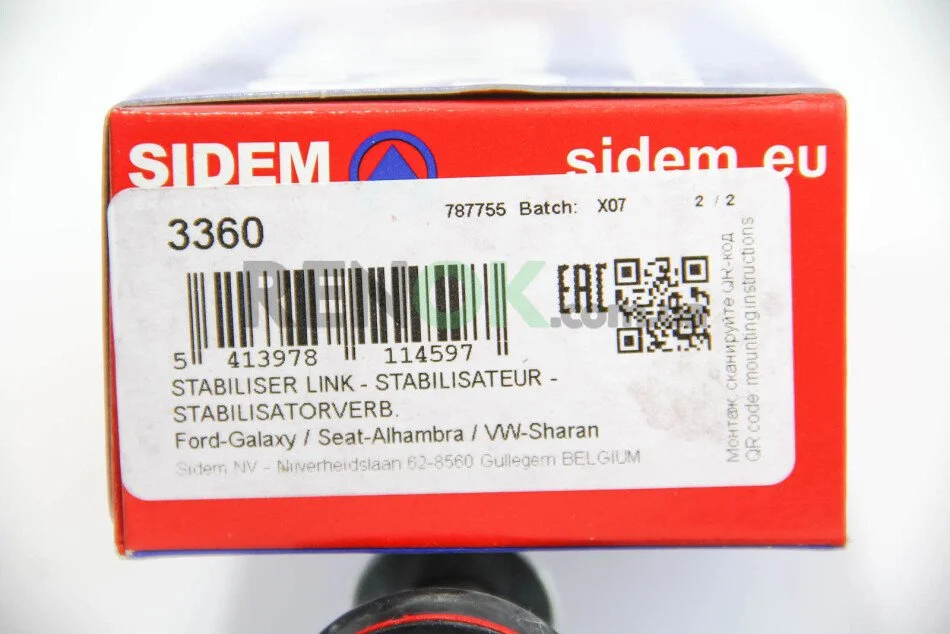 SIDEM
sidem.eu
787755 Batch: X07 2 / 2
3360
RENOK.com
EAC
5 413978 114597
STABILISER LINK - STABILISATEUR -
STABILISATORVERB.
Ford-Galaxy / Seat-Alhambra / VW-Sharan
Sidem NV - Nijverheidslaan 62-8560 Gullegem BELGIUM
Монтаж: сканируйте QR-код
QR code: mounting instructions